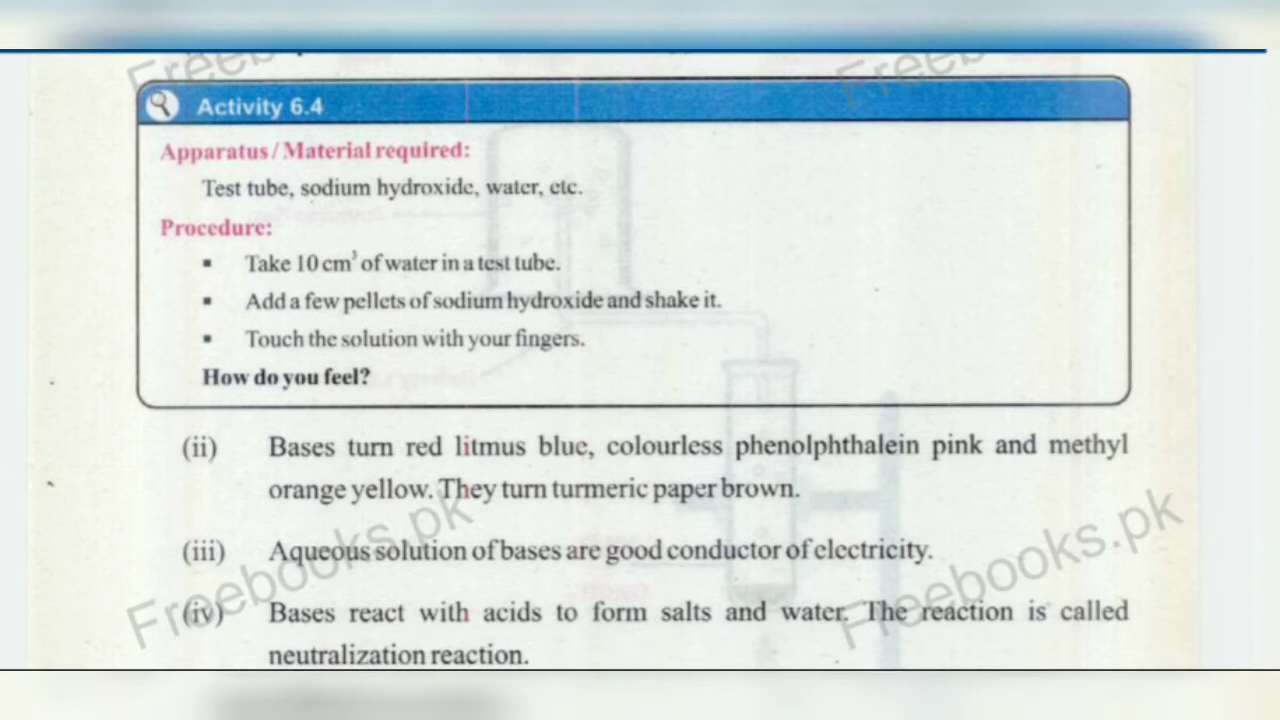 Activity 6.4
Apparatus / Material required:
Test tube, sodium hydroxide, water, etc.
Procedure:
▪ Take 10 cm³ of water in a test tube.
▪ Add a few pellets of sodium hydroxide and shake it.
▪ Touch the solution with your fingers.
How do you feel?
(ii) Bases turn red litmus blue, colourless phenolphthalein pink and methyl
orange yellow. They turn turmeric paper brown.
(iii) Aqueous solution of bases are good conductor of electricity.
(iv) Bases react with acids to form salts and water. The reaction is called
neutralization reaction.
Freebooks.pk
Freebooks.pk